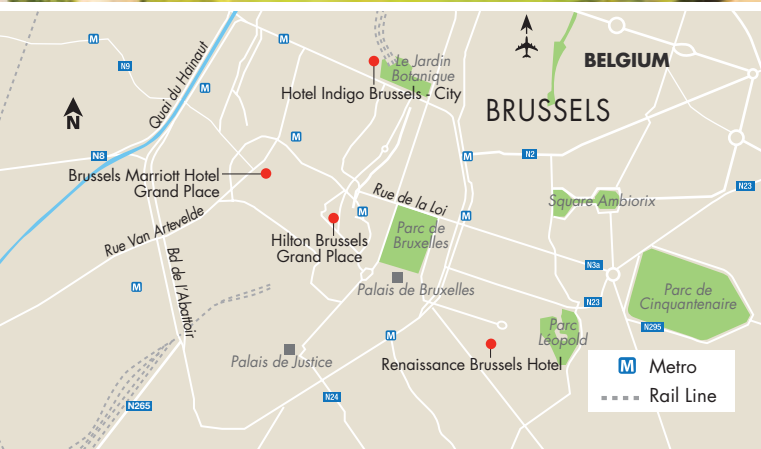 M
M
N9
Quai du Hainaut
M
N
Le Jardin
Botanique
Hotel Indigo Brussels - City
BELGIUM
BRUSSELS
M
N8
M
N2
Brussels Marriott Hotel
Grand Place
Rue de la Loi
N23
Square Ambiorix
Rue Van Artevelde
M
M
Hilton Brussels
Grand Place
Parc de
Bruxelles
Bd de l'Abattoir
N3a
M
Palais de Bruxelles
Parc de
Cinquantenaire
N23
N295
Parc
Léopold
M
Palais de Justice
Renaissance Brussels Hotel
M Metro
Rail Line
N24
N265